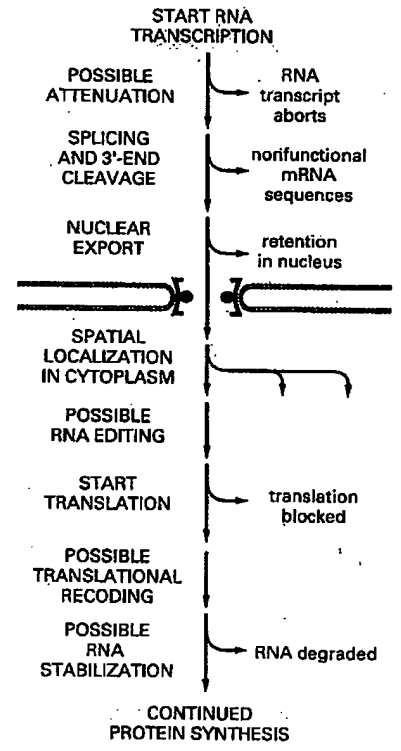 START RNA
TRANSCRIPTION
POSSIBLE
ATTENUATION
RNA
transcript
aborts
SPLICING
AND 3'-END
CLEAVAGE
nonfunctional
mRNA
sequences
NUCLEAR
EXPORT
retention
in nucleus
SPATIAL
LOCALIZATION
IN CYTOPLASM
POSSIBLE
RNA EDITING
START
TRANSLATION
translation
blocked
POSSIBLE
TRANSLATIONAL
RECODING
POSSIBLE
RNA
STABILIZATION
RNA degraded
CONTINUED
PROTEIN SYNTHESIS